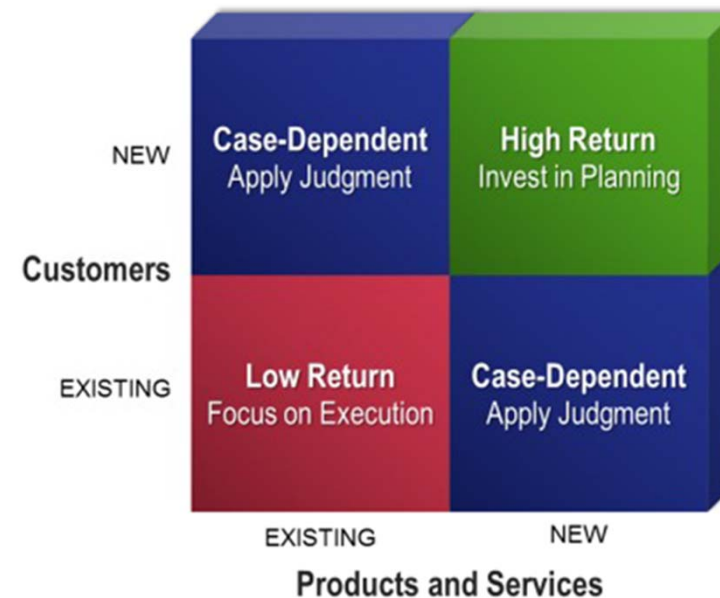 Case-Dependent
Apply Judgment
High Return
Invest in Planning
NEW
Customers
Low Return
Focus on Execution
Case-Dependent
Apply Judgment
EXISTING
EXISTING
NEW
Products and Services